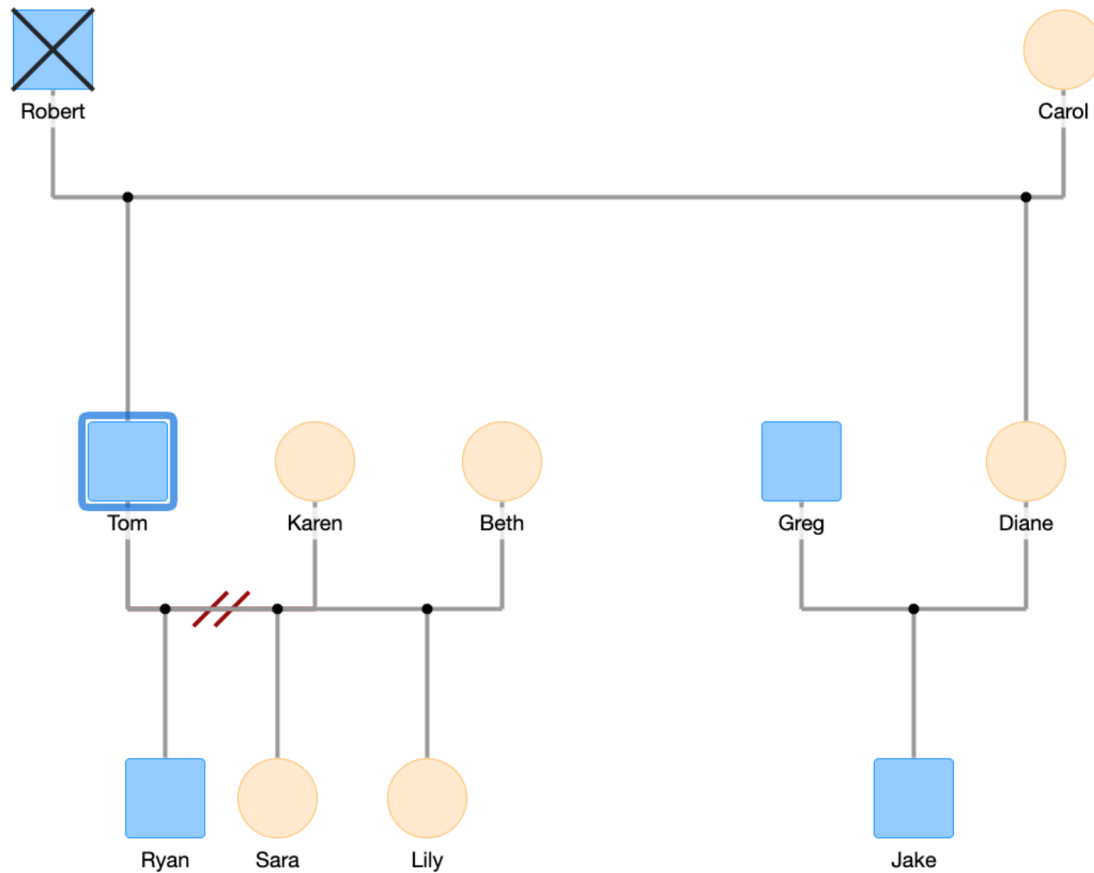 Robert
Carol
Tom
Karen
Beth
Greg
Diane
Ryan
Sara
Lily
Jake